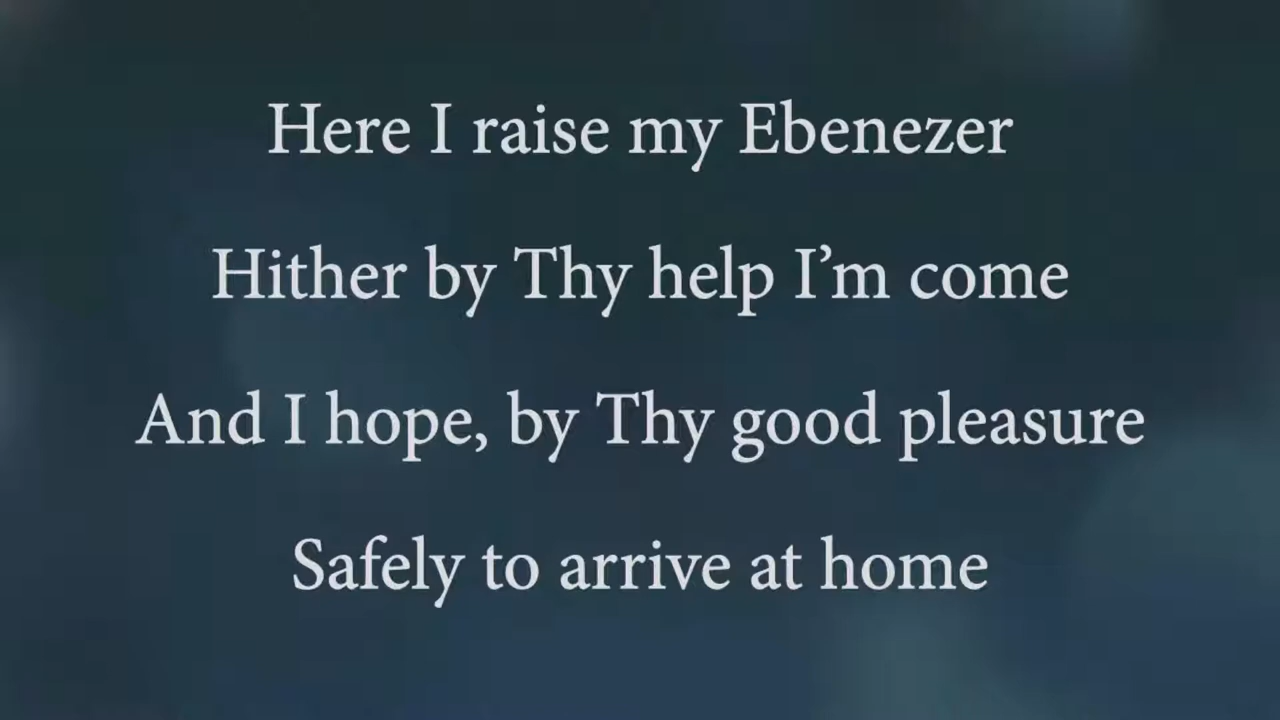 Here I raise my Ebenezer
Hither by Thy help I’m come
And I hope, by Thy good pleasure
Safely to arrive at home